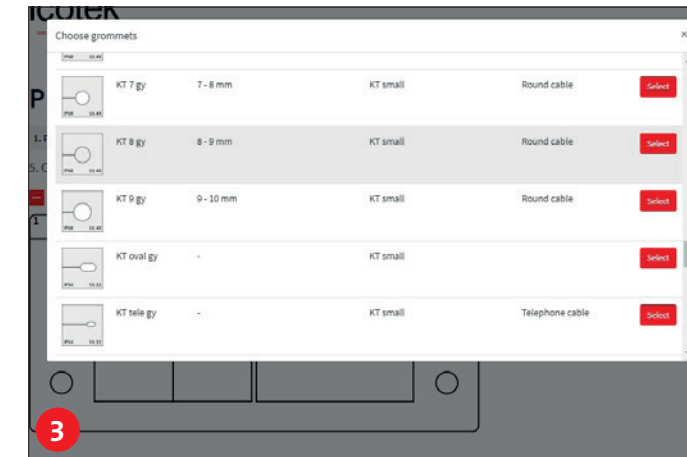 icotek
Choose grommets ×
KT 7 gy 7 - 8 mm KT small Round cable Select
KT 8 gy 8 - 9 mm KT small Round cable Select
KT 9 gy 9 - 10 mm KT small Round cable Select
KT oval gy - KT small Select
KT tele gy - KT small Telephone cable Select
P
5. C
1
3